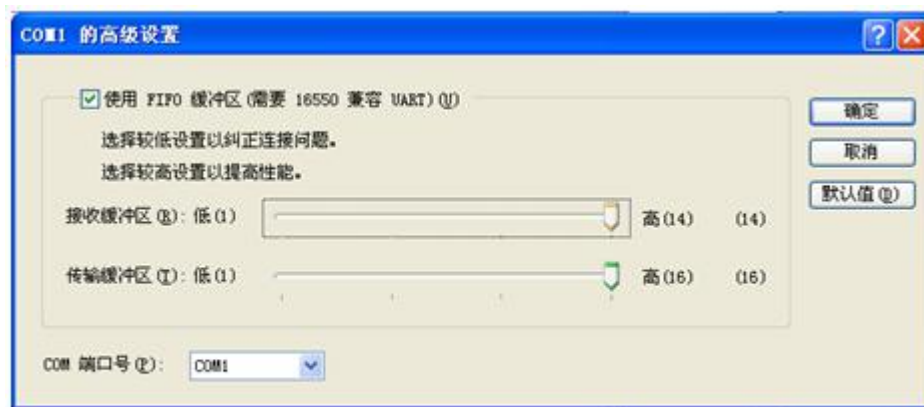 COM1 的高级设置
使用 FIFO 缓冲区(需要 16550 兼容 UART)(U)
确定
选择较低设置以纠正连接问题。
取消
选择较高设置以提高性能。
默认值(D)
接收缓冲区(R): 低(1) 高(14) (14)
传输缓冲区(T): 低(1) 高(16) (16)
COM 端口号(P): COM1